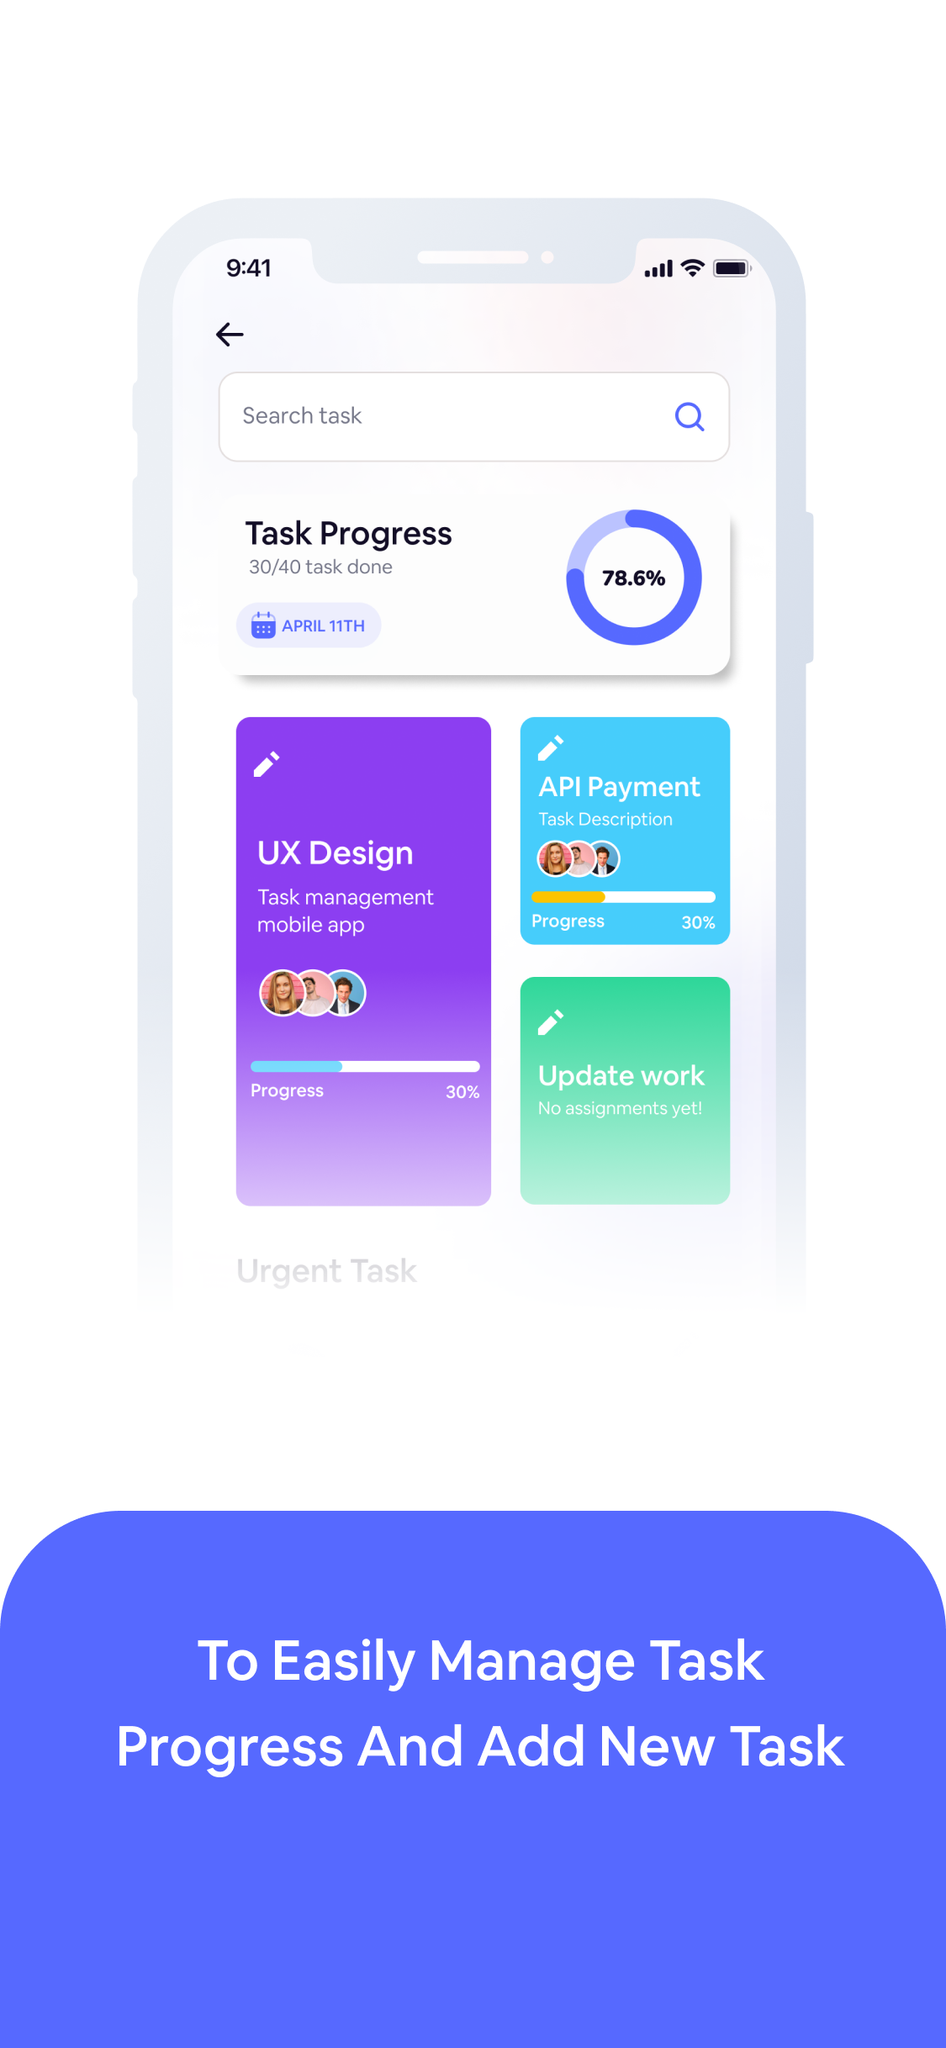 9:41
Search task
Task Progress
30/40 task done
78.6%
APRIL 11TH
UX Design
Task management
mobile app
Progress 30%
API Payment
Task Description
Progress 30%
Update work
No assignments yet!
Urgent Task
To Easily Manage Task
Progress And Add New Task